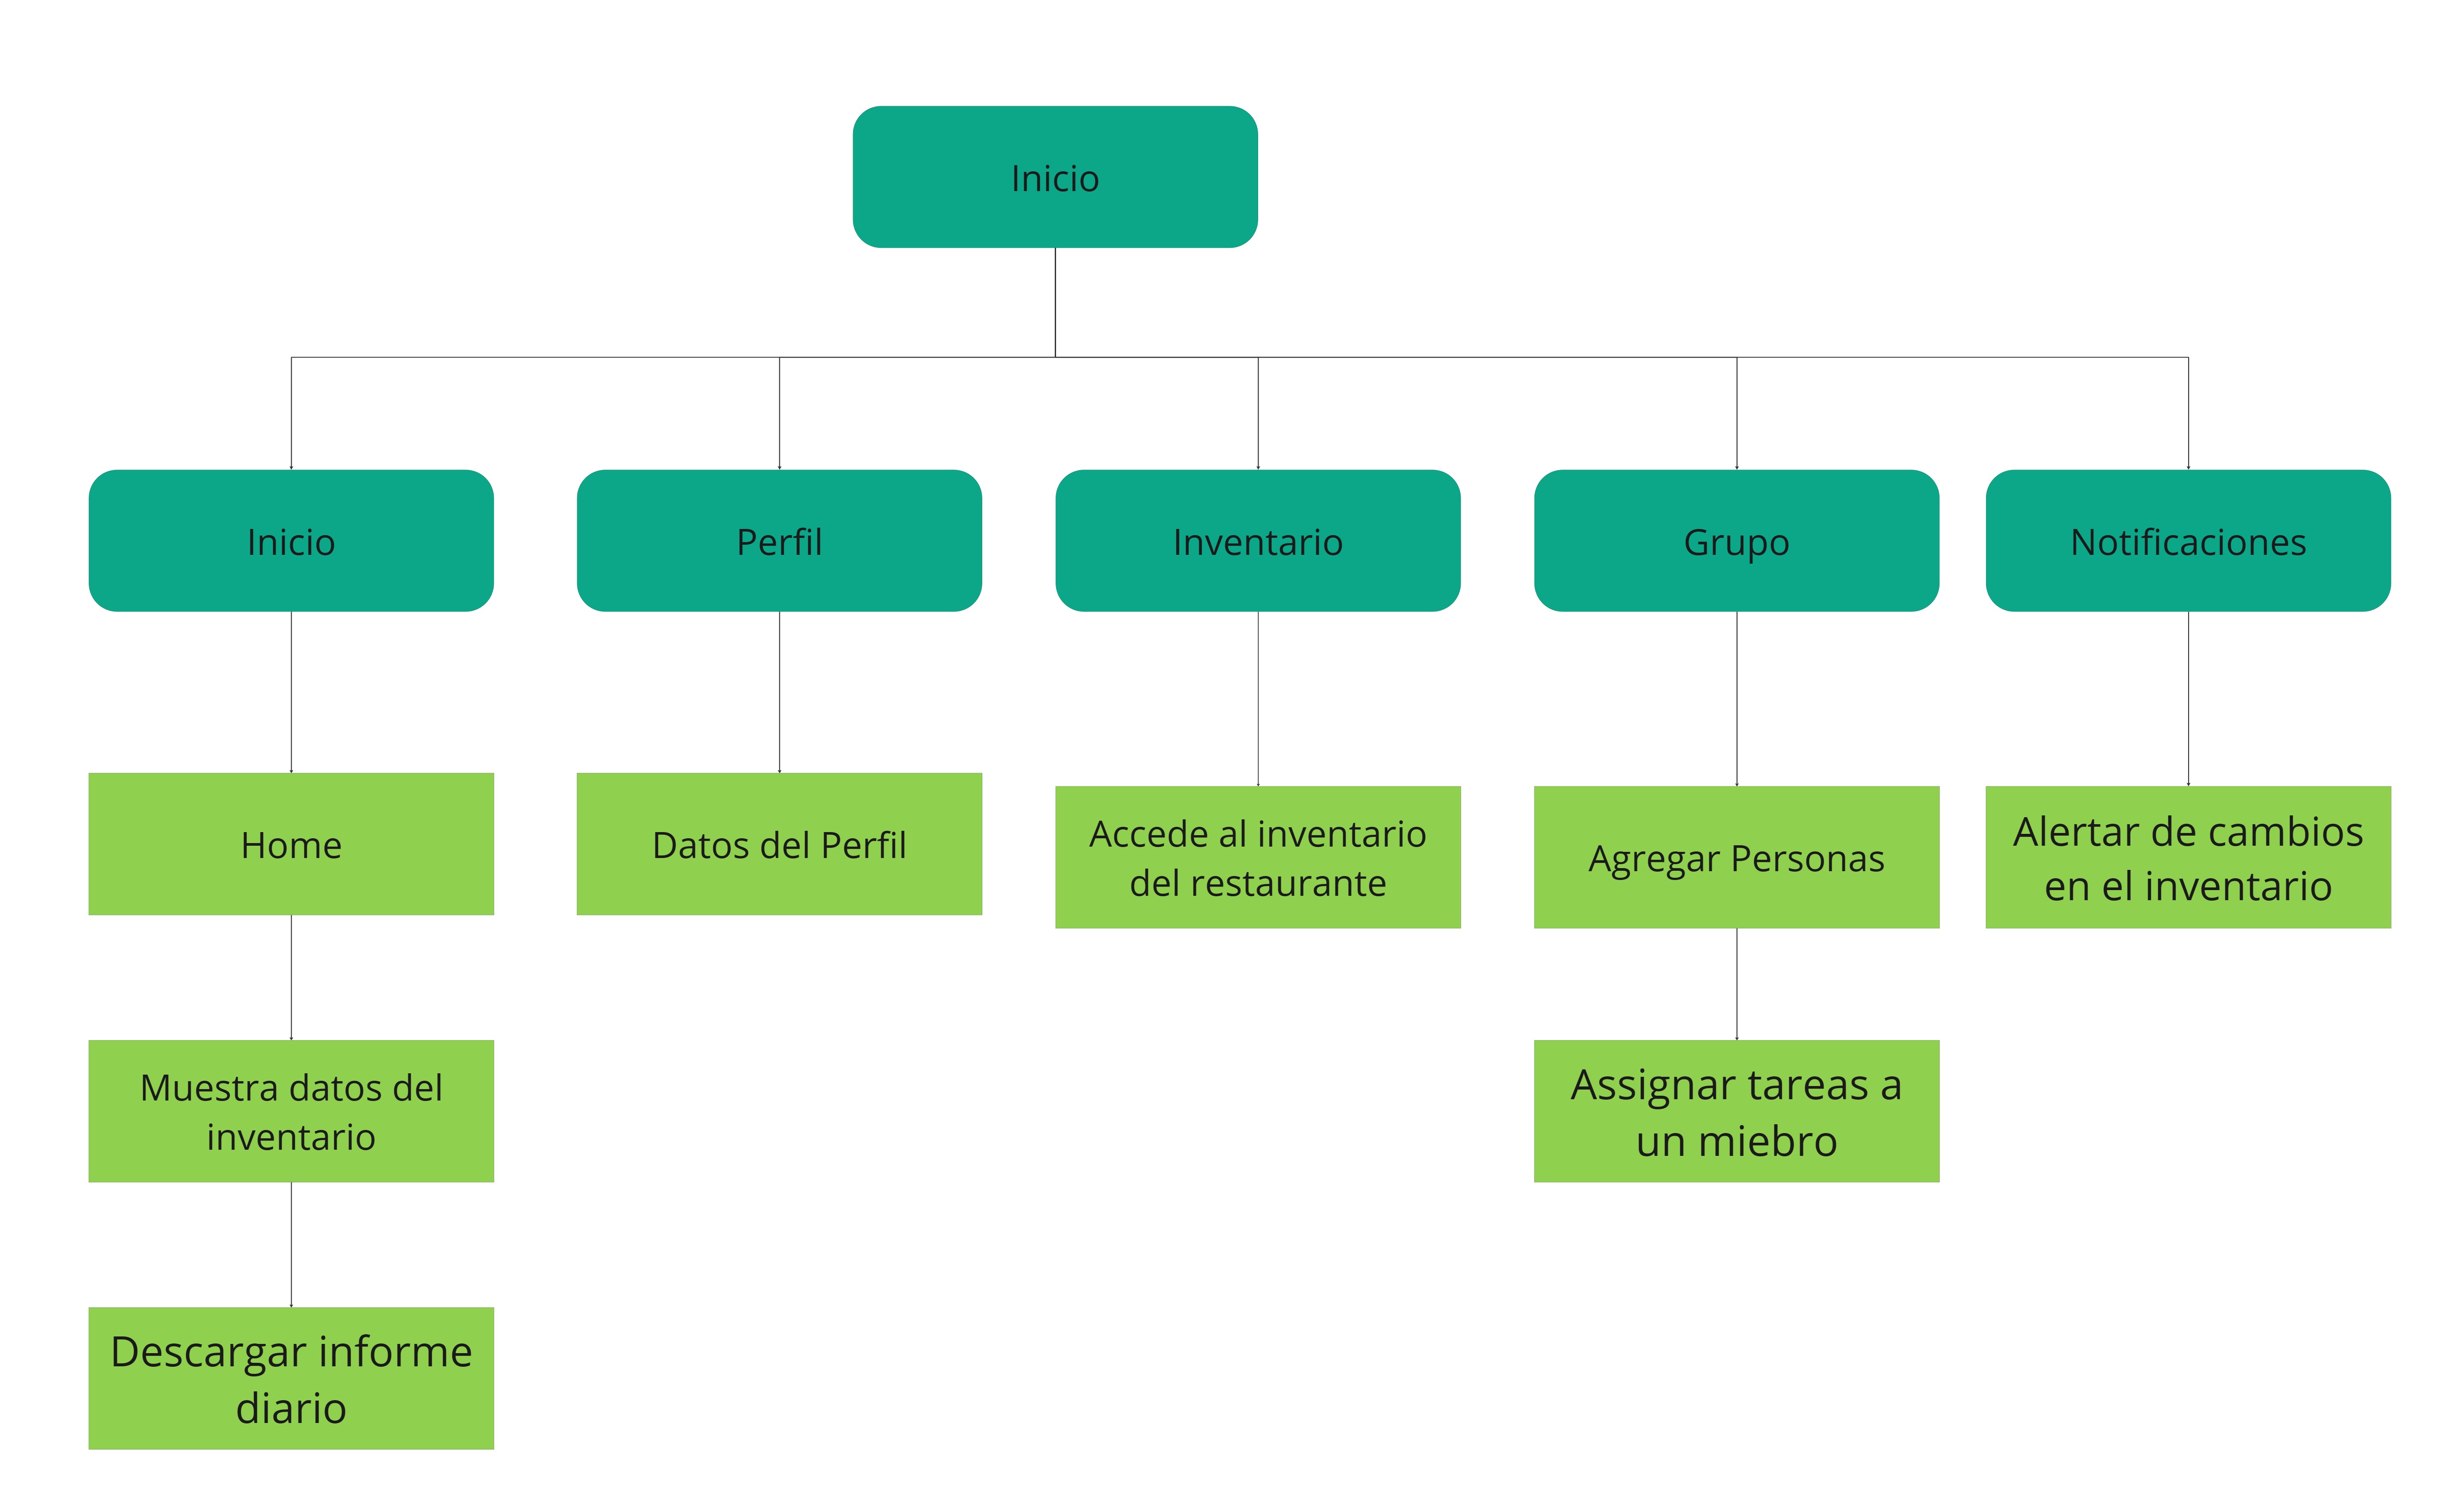 Inicio
Inicio
Perfil
Inventario
Grupo
Notificaciones
Home
Datos del Perfil
Accede al inventario
del restaurante
Agregar Personas
Alertar de cambios
en el inventario
Muestra datos del
inventario
Assignar tareas a
un miebro
Descargar informe
diario